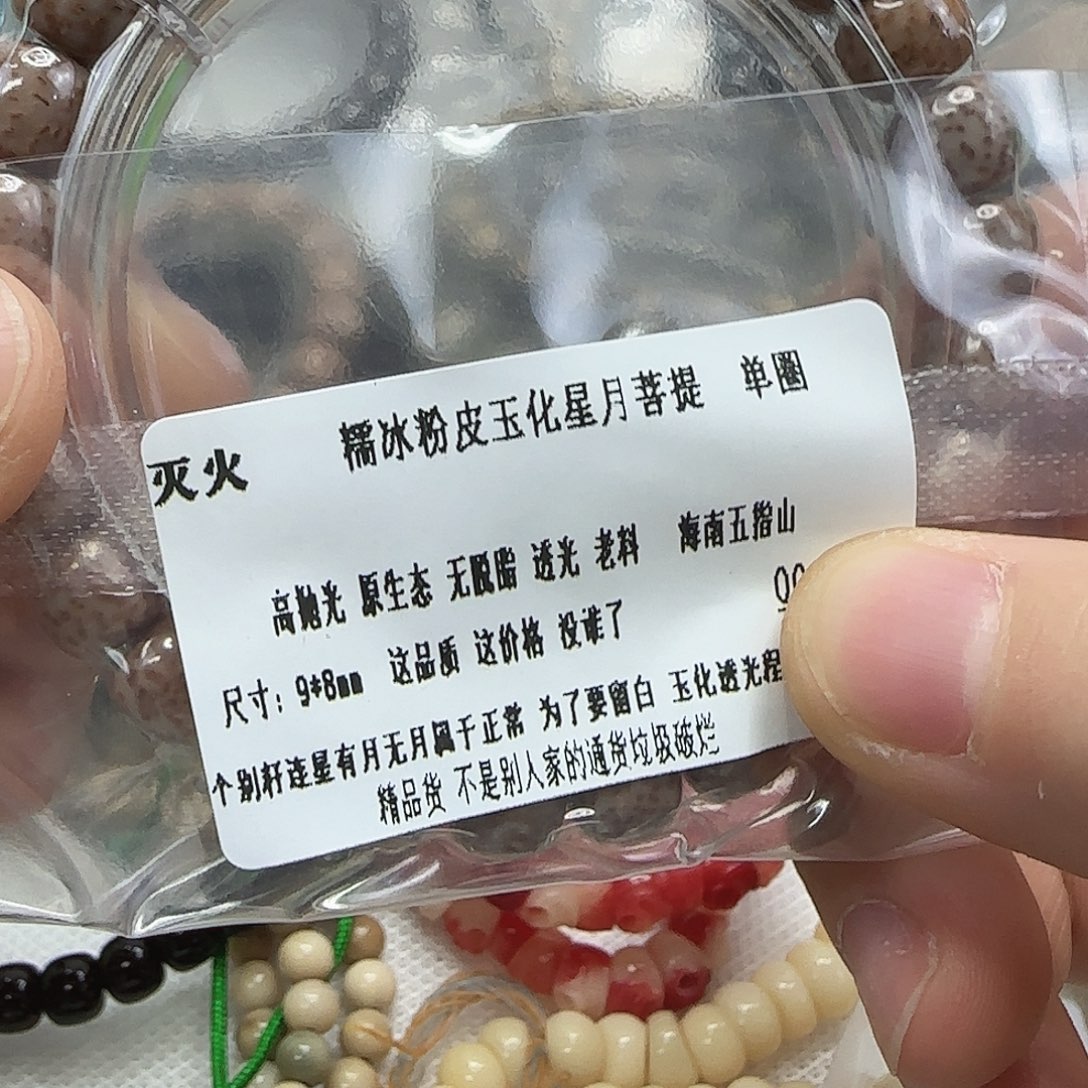 糯冰粉皮玉化星月菩提 单圈
灭火
高抛光 原生态 无脱脂 透光 老料 海南五指山
尺寸：9*8mm 这品质 这价格 没谁了
个别籽连星有月无月属于正常 为了要留白 玉化透光程
精品货 不是别人家的通货垃圾破烂